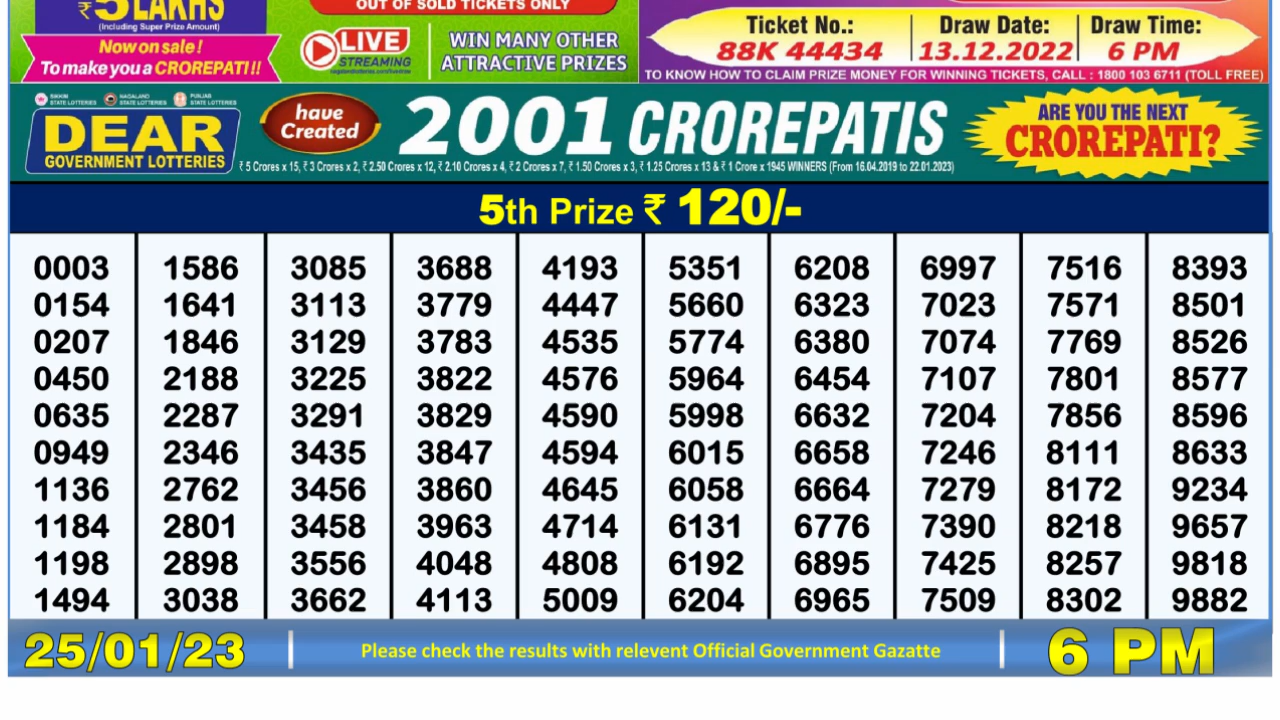 ₹5 LAKHS
(Including Super Prize Amount)
Now on sale !
To make you a CROREPATI !!
OUT OF SOLD TICKETS ONLY
LIVE
STREAMING
WIN MANY OTHER
ATTRACTIVE PRIZES
Ticket No.: Draw Date: Draw Time:
88K 44434 13.12.2022 6 PM
TO KNOW HOW TO CLAIM PRIZE MONEY FOR WINNING TICKETS, CALL : 1800 103 6711 (TOLL FREE)
SIKKIM STATE LOTTERIES NAGALAND STATE LOTTERIES PUNJAB STATE LOTTERIES
DEAR
GOVERNMENT LOTTERIES
have
Created
2001 CROREPATIS
₹ 5 Crores x 15, ₹ 3 Crores x 2, ₹ 2.50 Crores x 12, ₹ 2.10 Crores x 4, ₹ 2 Crores x 7, ₹ 1.50 Crores x 3, ₹ 1.25 Crores x 13 & ₹ 1 Crore x 1945 WINNERS (From 16.04.2019 to 22.01.2023)
ARE YOU THE NEXT
CROREPATI?
5th Prize ₹ 120/-
0003 1586 3085 3688 4193 5351 6208 6997 7516 8393
0154 1641 3113 3779 4447 5660 6323 7023 7571 8501
0207 1846 3129 3783 4535 5774 6380 7074 7769 8526
0450 2188 3225 3822 4576 5964 6454 7107 7801 8577
0635 2287 3291 3829 4590 5998 6632 7204 7856 8596
0949 2346 3435 3847 4594 6015 6658 7246 8111 8633
1136 2762 3456 3860 4645 6058 6664 7279 8172 9234
1184 2801 3458 3963 4714 6131 6776 7390 8218 9657
1198 2898 3556 4048 4808 6192 6895 7425 8257 9818
1494 3038 3662 4113 5009 6204 6965 7509 8302 9882
25/01/23 Please check the results with relevent Official Government Gazatte 6 PM